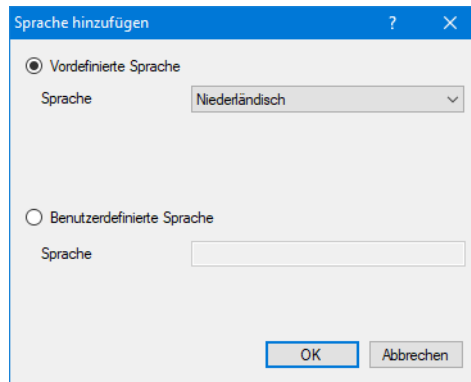 Sprache hinzufügen ?
Vordefinierte Sprache
Sprache Niederländisch
Benutzerdefinierte Sprache
Sprache
OK Abbrechen